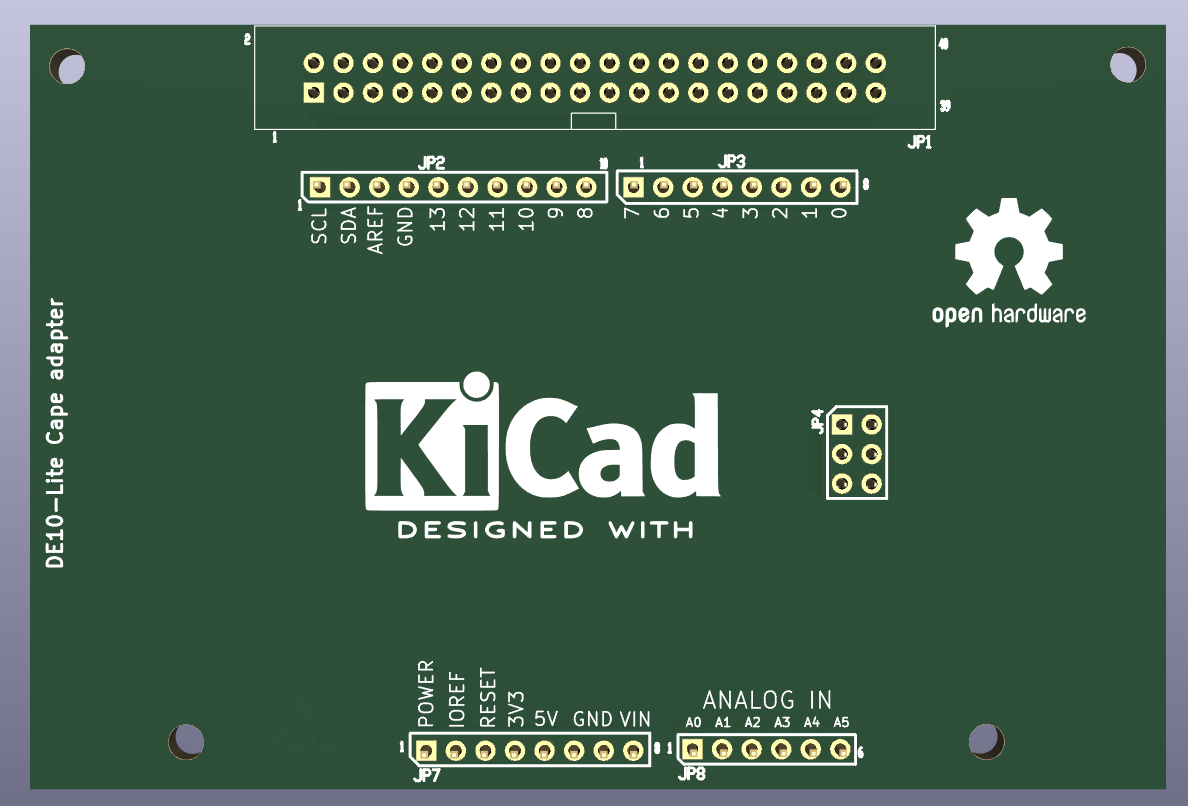 2
40
1
39
JP1
JP2
10
1
JP3
1
8
SCL
SDA
AREF
GND
13
12
11
10
9
8
7
6
5
4
3
2
1
0
open hardware
DE10-Lite Cape adapter
KiCad
DESIGNED WITH
JP4
POWER
IOREF
RESET
3V3
5V
GND
VIN
ANALOG IN
A0
A1
A2
A3
A4
A5
1
8
1
6
JP7
JP8